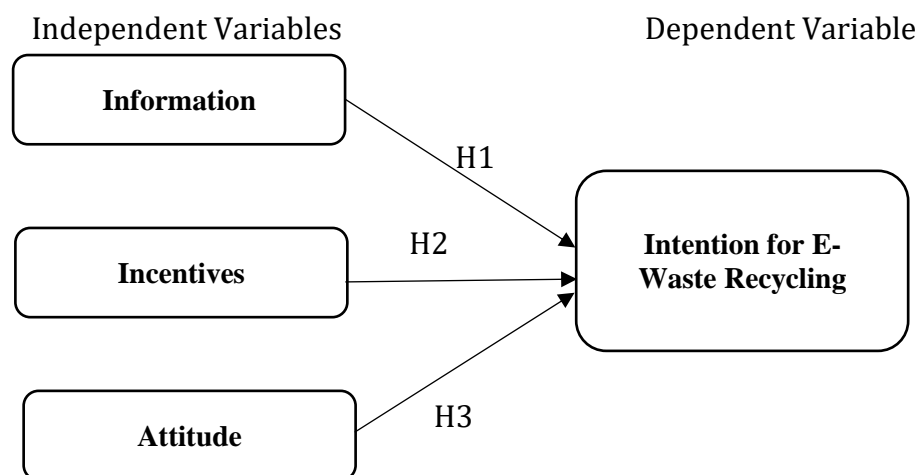 Independent Variables
Dependent Variable
Information
H1
Incentives
H2
Intention for E-
Waste Recycling
Attitude
H3